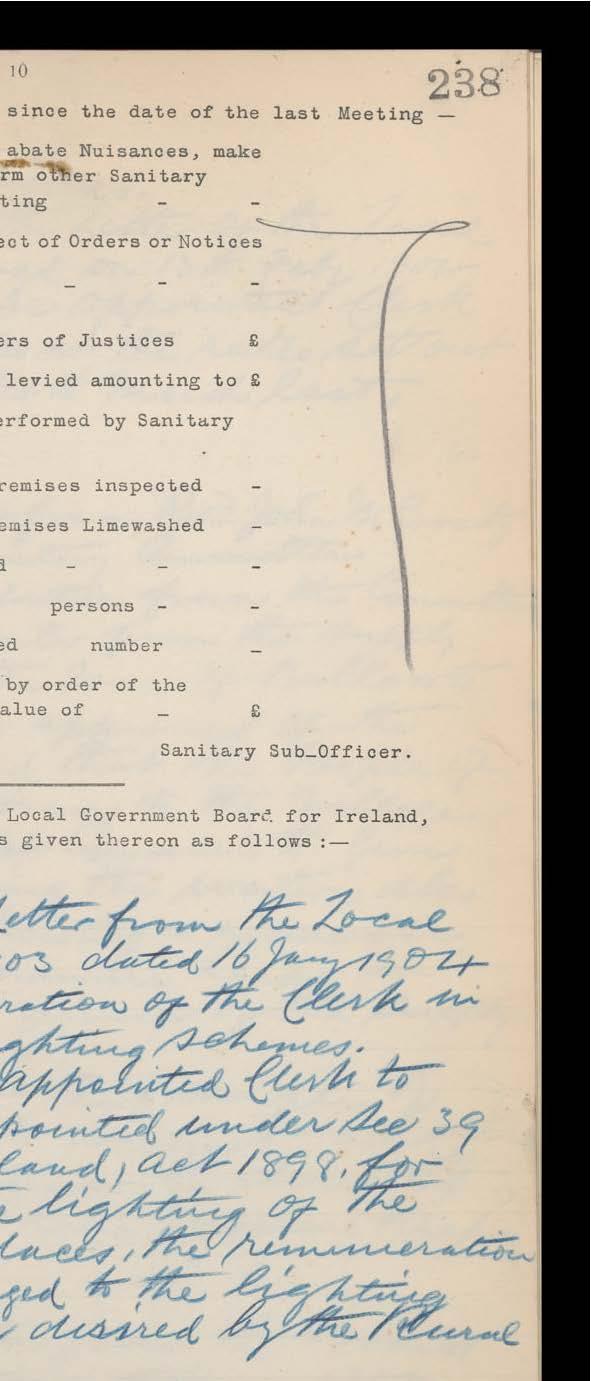 10
238
since the date of the last Meeting —
abate Nuisances, make
rm other Sanitary
ting - -
ect of Orders or Notices
- - -
ers of Justices £
levied amounting to £
erformed by Sanitary
remises inspected -
emises Limewashed -
d - - -
persons - -
ed number -
by order of the
alue of - £
Sanitary Sub-Officer.
Local Government Board for Ireland,
s given thereon as follows :—
Letter from the Local
03 dated 16 Jany 1904
ration of the Clerk in
ghting Schemes.
appointed Clerk to
pointed under Sec 39
land, Act 1898, for
e lighting of the
laces, the remuneration
ged to the lighting
desired by the Rural